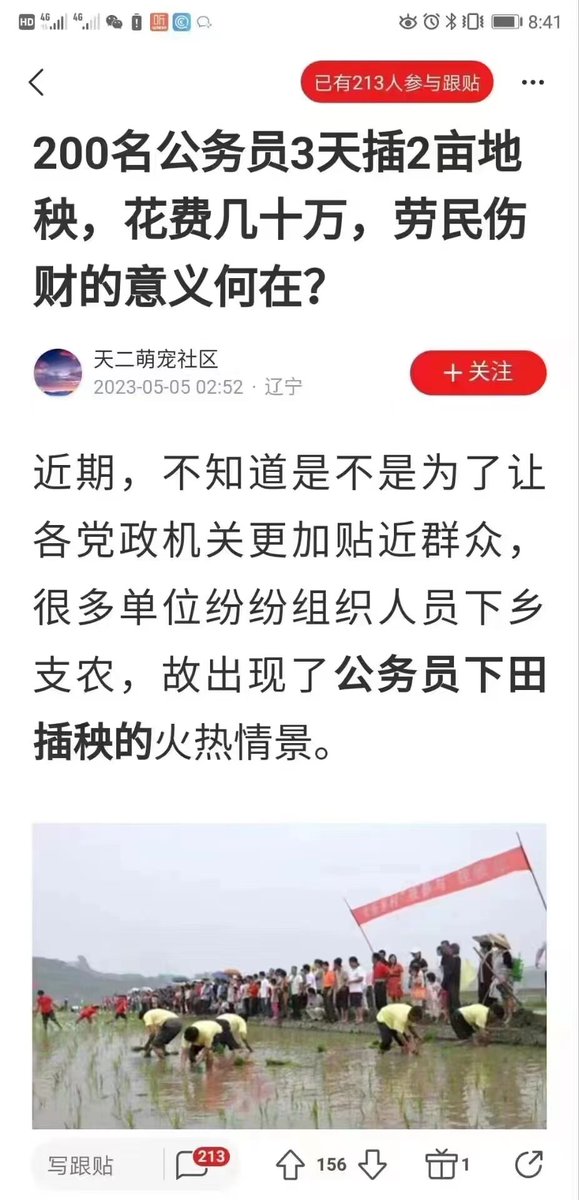 HD 4G 4G 听 8:41
已有213人参与跟贴
200名公务员3天插2亩地
秧，花费几十万，劳民伤
财的意义何在？
天二萌宠社区
2023-05-05 02:52 · 辽宁
＋关注
近期，不知道是不是为了让
各党政机关更加贴近群众，
很多单位纷纷组织人员下乡
支农，故出现了公务员下田
插秧的火热情景。
写跟贴
213
156
1